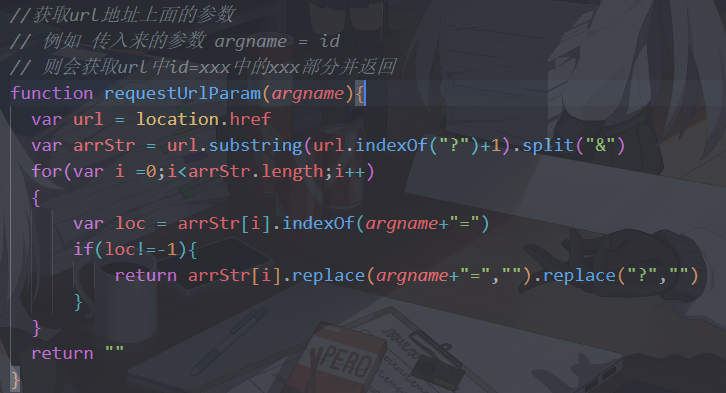 //获取url地址上面的参数
// 例如 传入来的参数 argname = id
// 则会获取url中id=xxx中的xxx部分并返回
function requestUrlParam(argname){
  var url = location.href
  var arrStr = url.substring(url.indexOf("?")+1).split("&")
  for(var i =0;i<arrStr.length;i++)
  {
      var loc = arrStr[i].indexOf(argname+"=")
      if(loc!=-1){
          return arrStr[i].replace(argname+"=","").replace("?","")
      }
  }
  return ""
}
PERO